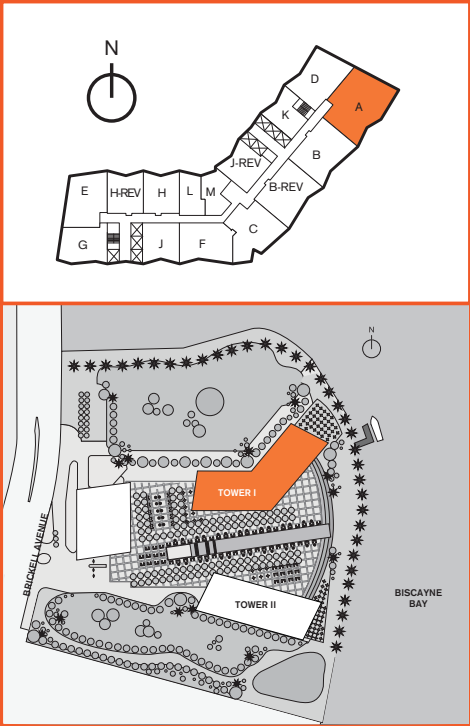 N
D
A
K
B
J-REV
B-REV
E
H-REV
H
L
M
C
G
J
F
N
TOWER I
BRICKELL AVENUE
BISCAYNE
BAY
TOWER II